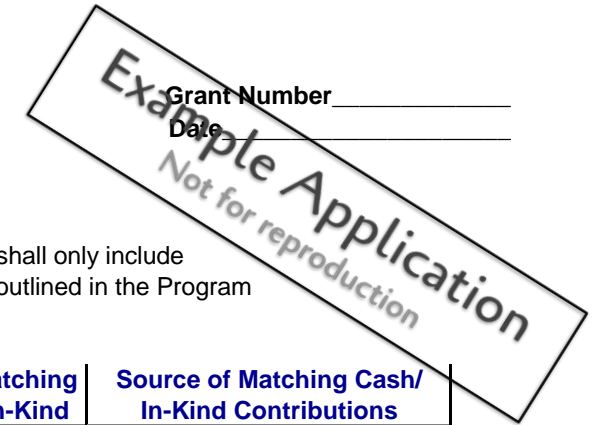 Grant Number_____________
Date______________________
Example Application
Not for reproduction
shall only include
outlined in the Program
atching
Source of Matching Cash/
n-Kind
In-Kind Contributions